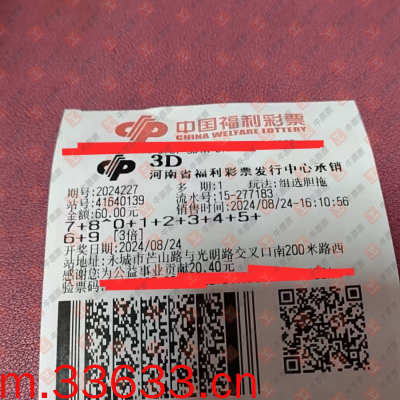 中国福利彩票
CHINA WELFARE LOTTERY
3D
河南省福利彩票发行中心承销
期号:2024227 多期:1 玩法:组选胆拖
站号:41640139 流水号:15-277183
金额:60.00元 销售时间:2024/08/24-16:10:56
7+8^0+1+2+3+4+5+
6+9 [3倍]
开奖日期:2024/08/24
站地址:永城市芒山路与光明路交叉口南200米路西
感谢您为公益事业贡献20.40元
验票码:
m.33633.cn